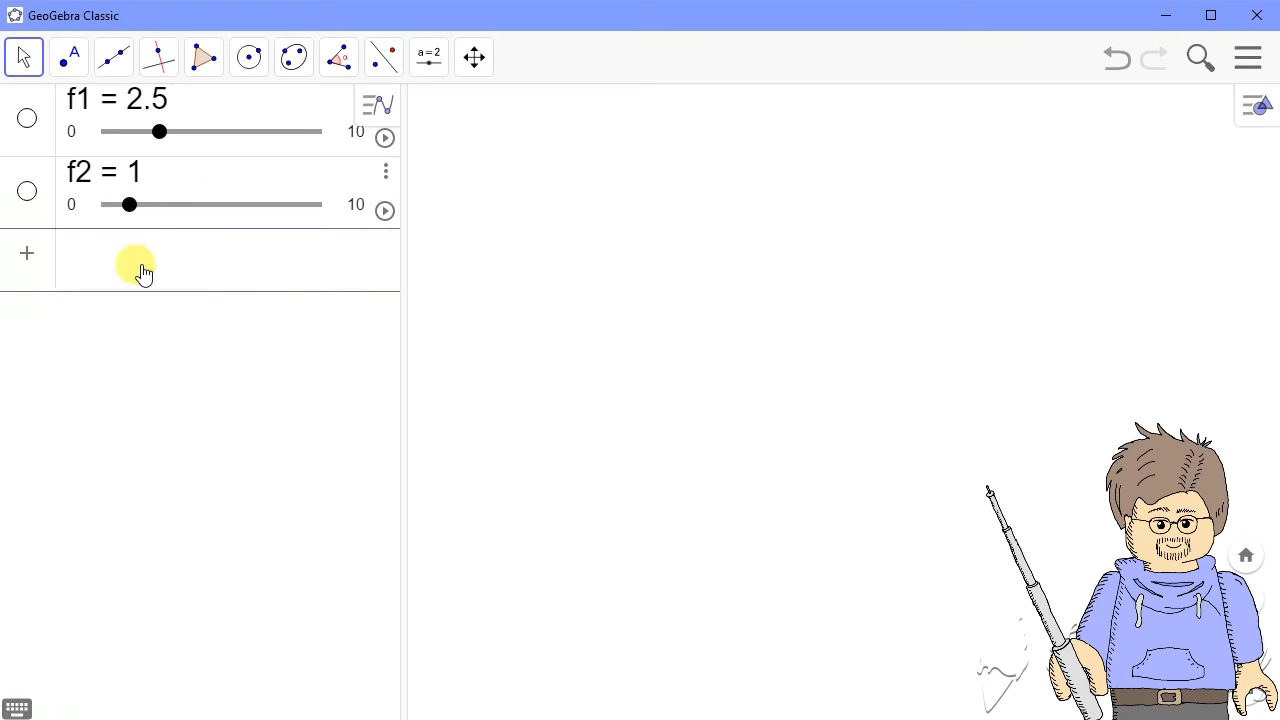 GeoGebra Classic
A
α
a=2
f1 = 2.5
0
10
f2 = 1
0
10